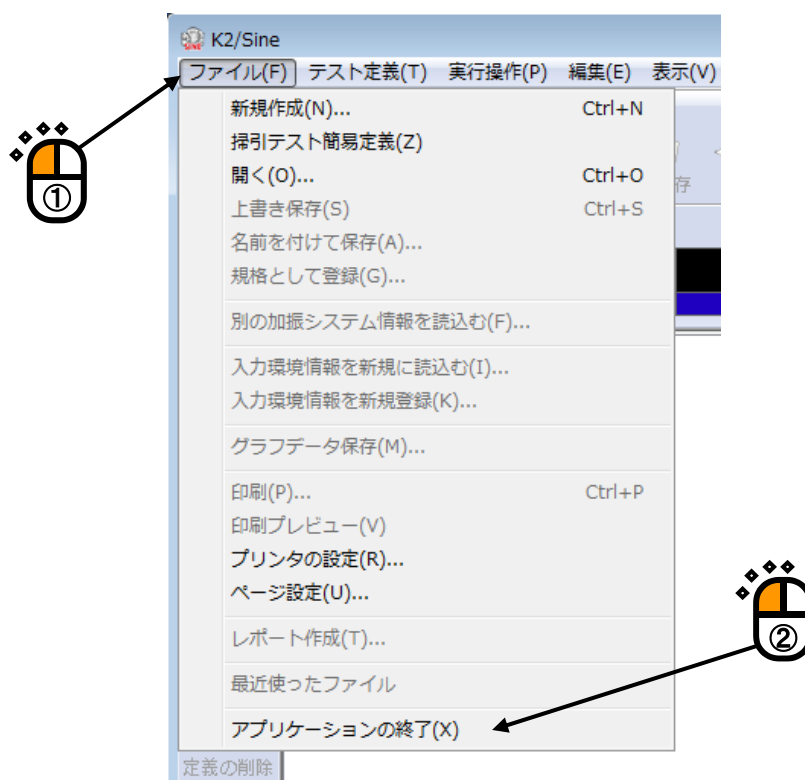 K2/Sine
ファイル(F) テスト定義(T) 実行操作(P) 編集(E) 表示(V)
新規作成(N)... Ctrl+N
掃引テスト簡易定義(Z)
開く(O)... Ctrl+O
存
上書き保存(S) Ctrl+S
名前を付けて保存(A)...
規格として登録(G)...
別の加振システム情報を読込む(F)...
入力環境情報を新規に読込む(I)...
入力環境情報を新規登録(K)...
グラフデータ保存(M)...
印刷(P)... Ctrl+P
印刷プレビュー(V)
プリンタの設定(R)...
ページ設定(U)...
レポート作成(T)...
最近使ったファイル
アプリケーションの終了(X)
定義の削除
①
②